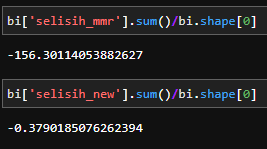 bi['selisih_mmr'].sum()/bi.shape[0]
-156.30114053882627
bi['selisih_new'].sum()/bi.shape[0]
-0.3790185076262394